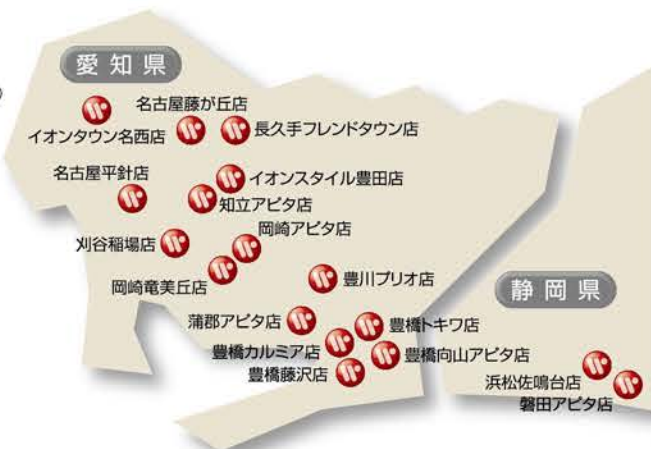 愛知県
名古屋藤が丘店
イオンタウン名西店
長久手フレンドタウン店
名古屋平針店
イオンスタイル豊田店
知立アピタ店
岡崎アピタ店
刈谷稲場店
岡崎竜美丘店
豊川プリオ店
静岡県
蒲郡アピタ店
豊橋トキワ店
豊橋カルミア店
豊橋向山アピタ店
豊橋藤沢店
浜松佐鳴台店
磐田アピタ店